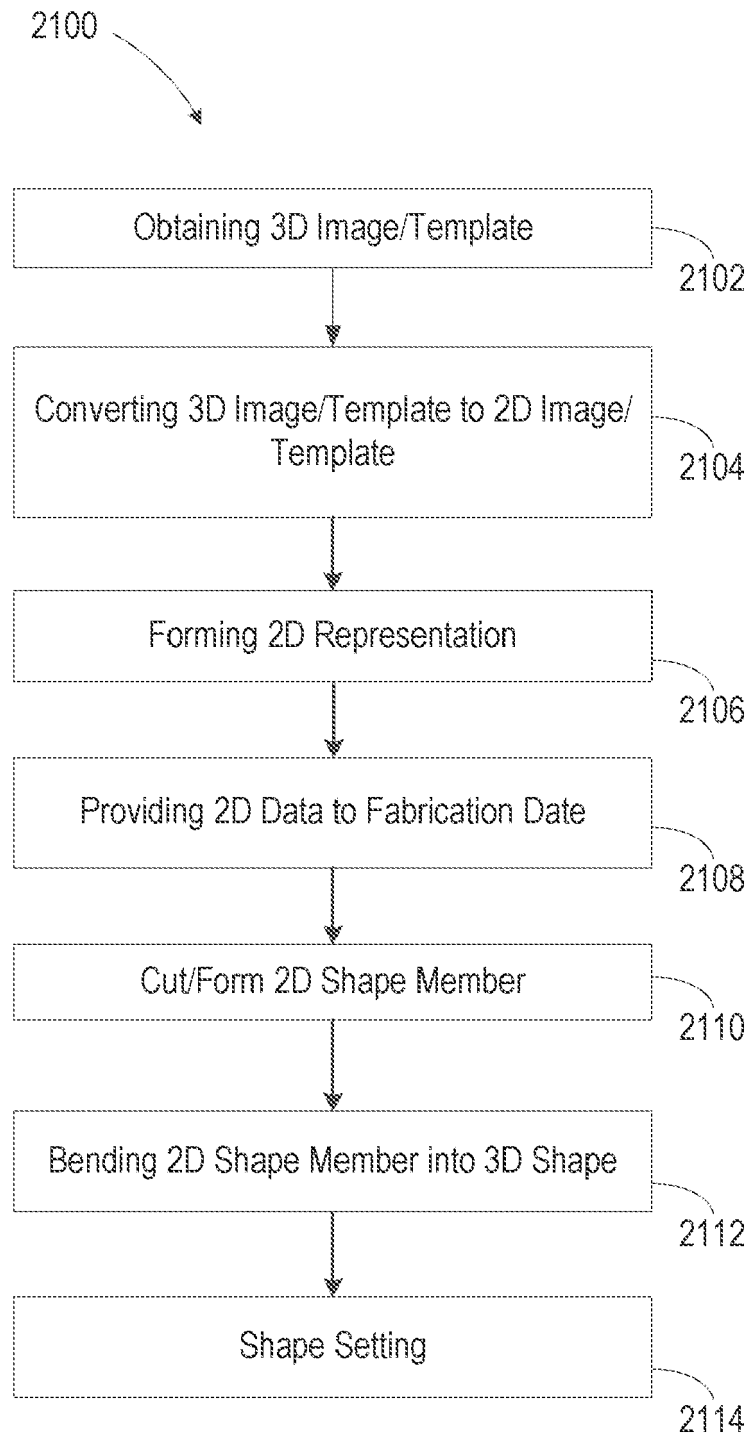 2100
Obtaining 3D Image/Template
2102
Converting 3D Image/Template to 2D Image/
Template
2104
Forming 2D Representation
2106
Providing 2D Data to Fabrication Date
2108
Cut/Form 2D Shape Member
2110
Bending 2D Shape Member into 3D Shape
2112
Shape Setting
2114